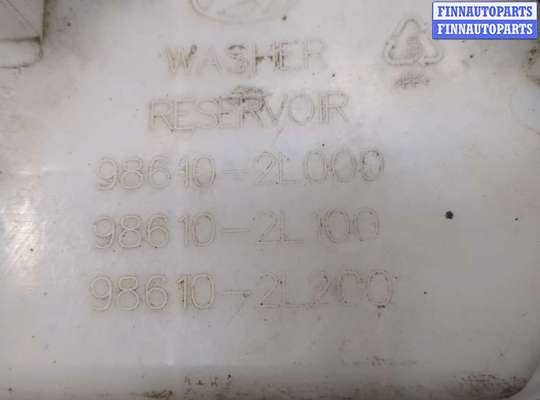 FINNAUTOPARTS
FINNAUTOPARTS
WASHER
RESERVOIR
98610-2L000
98610-2L100
98610-2L200